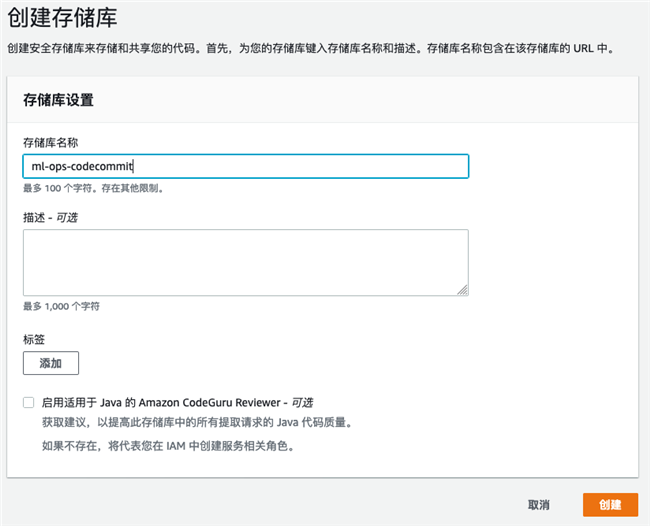 创建存储库
创建安全存储库来存储和共享您的代码。首先，为您的存储库键入存储库名称和描述。存储库名称包含在该存储库的 URL 中。
存储库设置
存储库名称
ml-ops-codecommit
最多 100 个字符。存在其他限制。
描述 - 可选
最多 1,000 个字符
标签
添加
启用适用于 Java 的 Amazon CodeGuru Reviewer - 可选
获取建议，以提高此存储库中的所有提取请求的 Java 代码质量。
如果不存在，将代表您在 IAM 中创建服务相关角色。
取消
创建